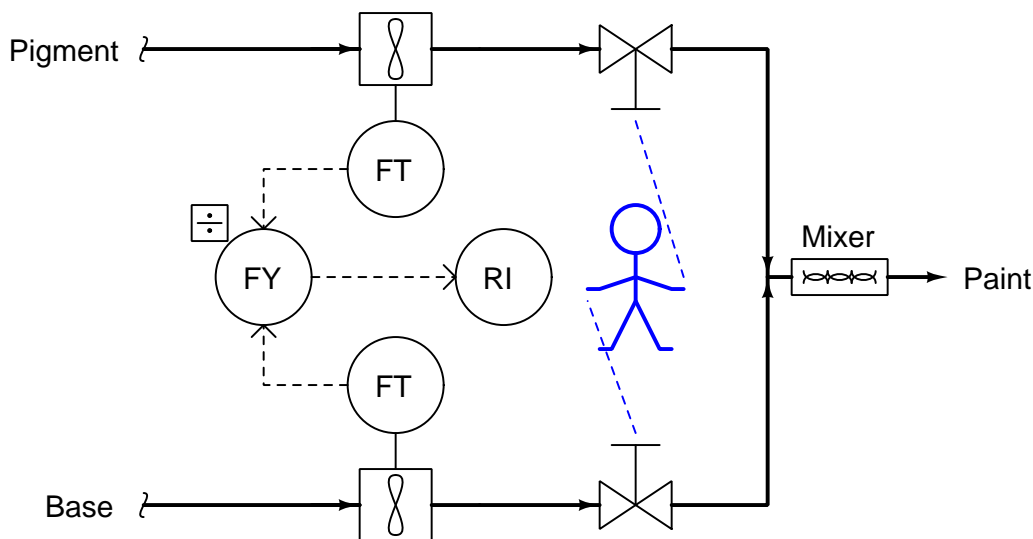 Pigment
FT
÷
FY
RI
Mixer
Paint
FT
Base